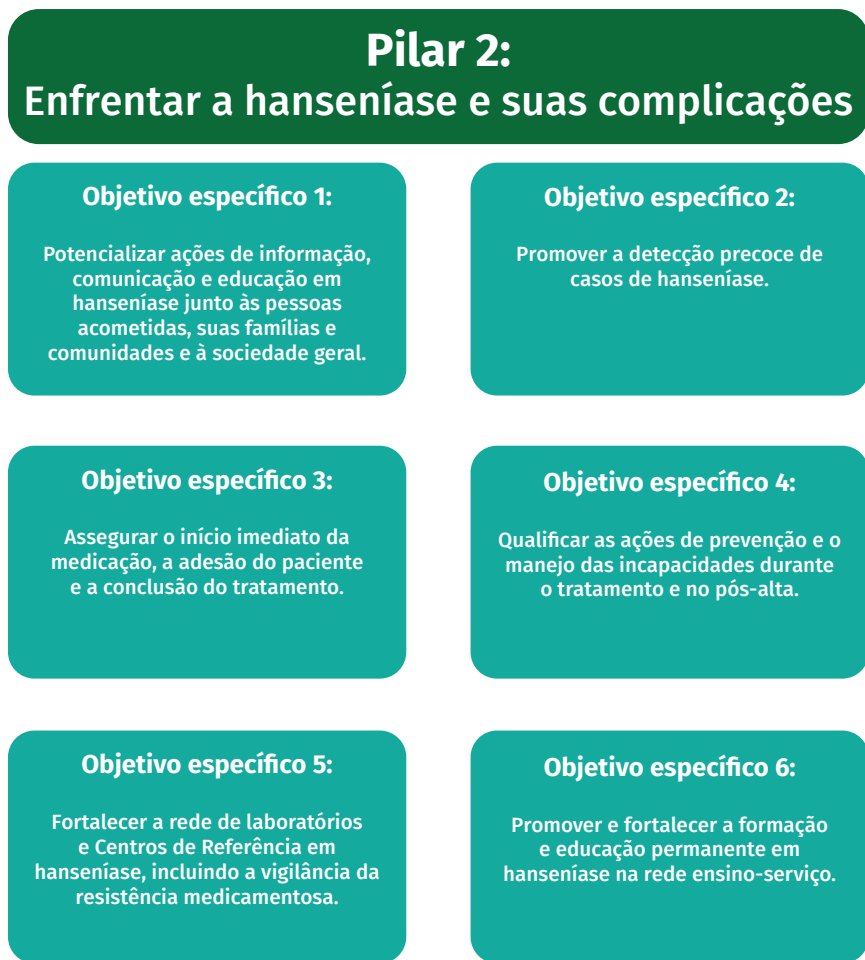 Pilar 2:
Enfrentar a hanseníase e suas complicações
Objetivo específico 1:
Potencializar ações de informação,
comunicação e educação em
hanseníase junto às pessoas
acometidas, suas famílias e
comunidades e à sociedade geral.
Objetivo específico 2:
Promover a detecção precoce de
casos de hanseníase.
Objetivo específico 3:
Assegurar o início imediato da
medicação, a adesão do paciente
e a conclusão do tratamento.
Objetivo específico 4:
Qualificar as ações de prevenção e o
manejo das incapacidades durante
o tratamento e no pós-alta.
Objetivo específico 5:
Fortalecer a rede de laboratórios
e Centros de Referência em
hanseníase, incluindo a vigilância da
resistência medicamentosa.
Objetivo específico 6:
Promover e fortalecer a formação
e educação permanente em
hanseníase na rede ensino-serviço.